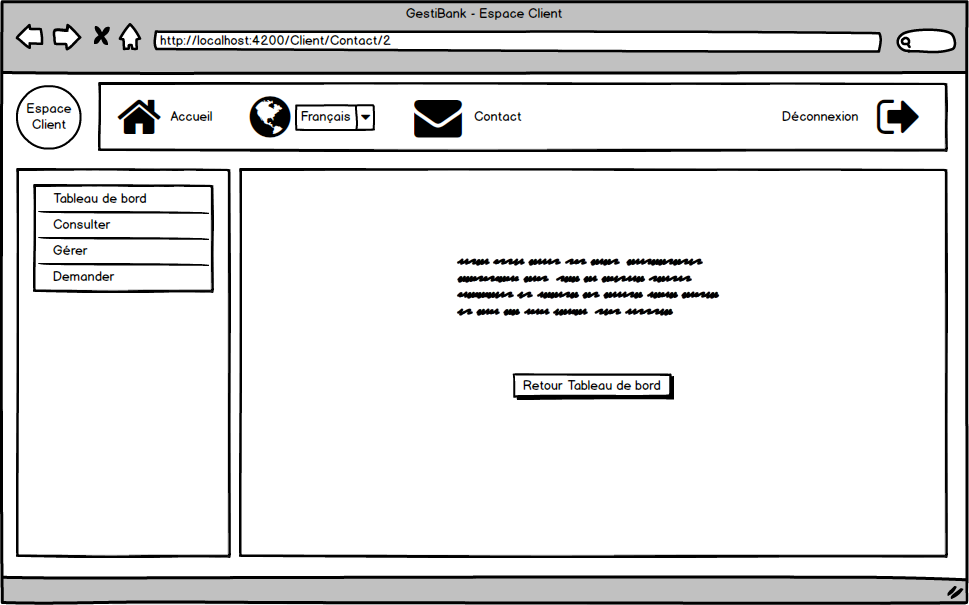 GestiBank - Espace Client
http://localhost:4200/Client/Contact/2
Espace
Client
Accueil
Français
Contact
Déconnexion
Tableau de bord
Consulter
Gérer
Demander
Retour Tableau de bord